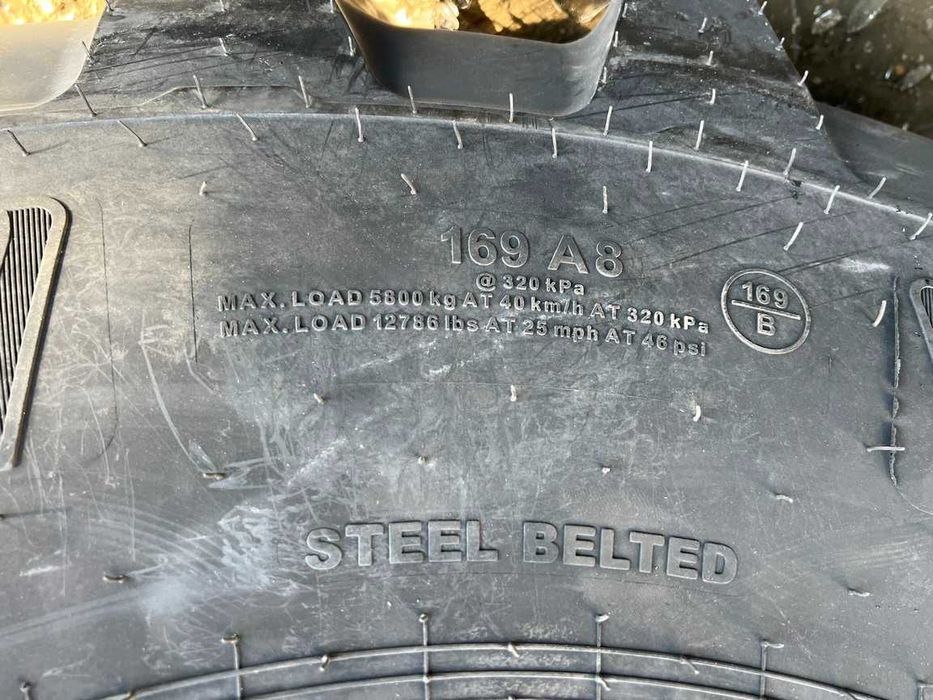 169 A8
@ 320 kPa
MAX. LOAD 5800 kg AT 40 km/h AT 320 kPa
MAX. LOAD 12786 lbs AT 25 mph AT 46 psi
169
B
STEEL BELTED